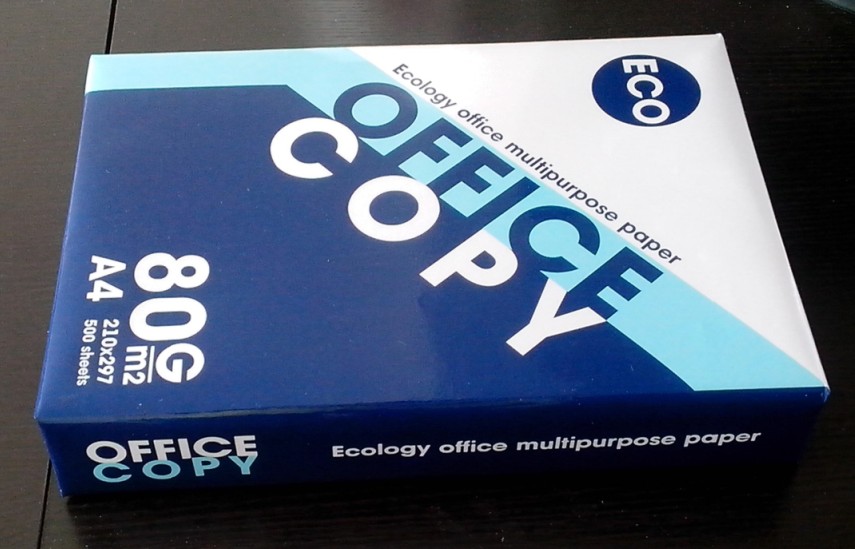 ECO
Ecology office multipurpose paper
OFFICE
COPY
80G
m2
A4
210x297
500 sheets
OFFICE
COPY
Ecology office multipurpose paper